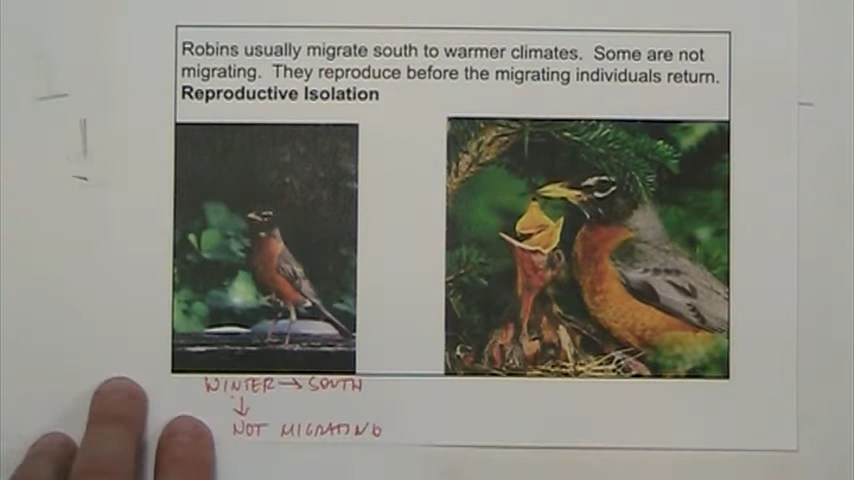 Robins usually migrate south to warmer climates. Some are not
migrating. They reproduce before the migrating individuals return.
Reproductive Isolation
WINTER → SOUTH
↓
NOT MIGRATING